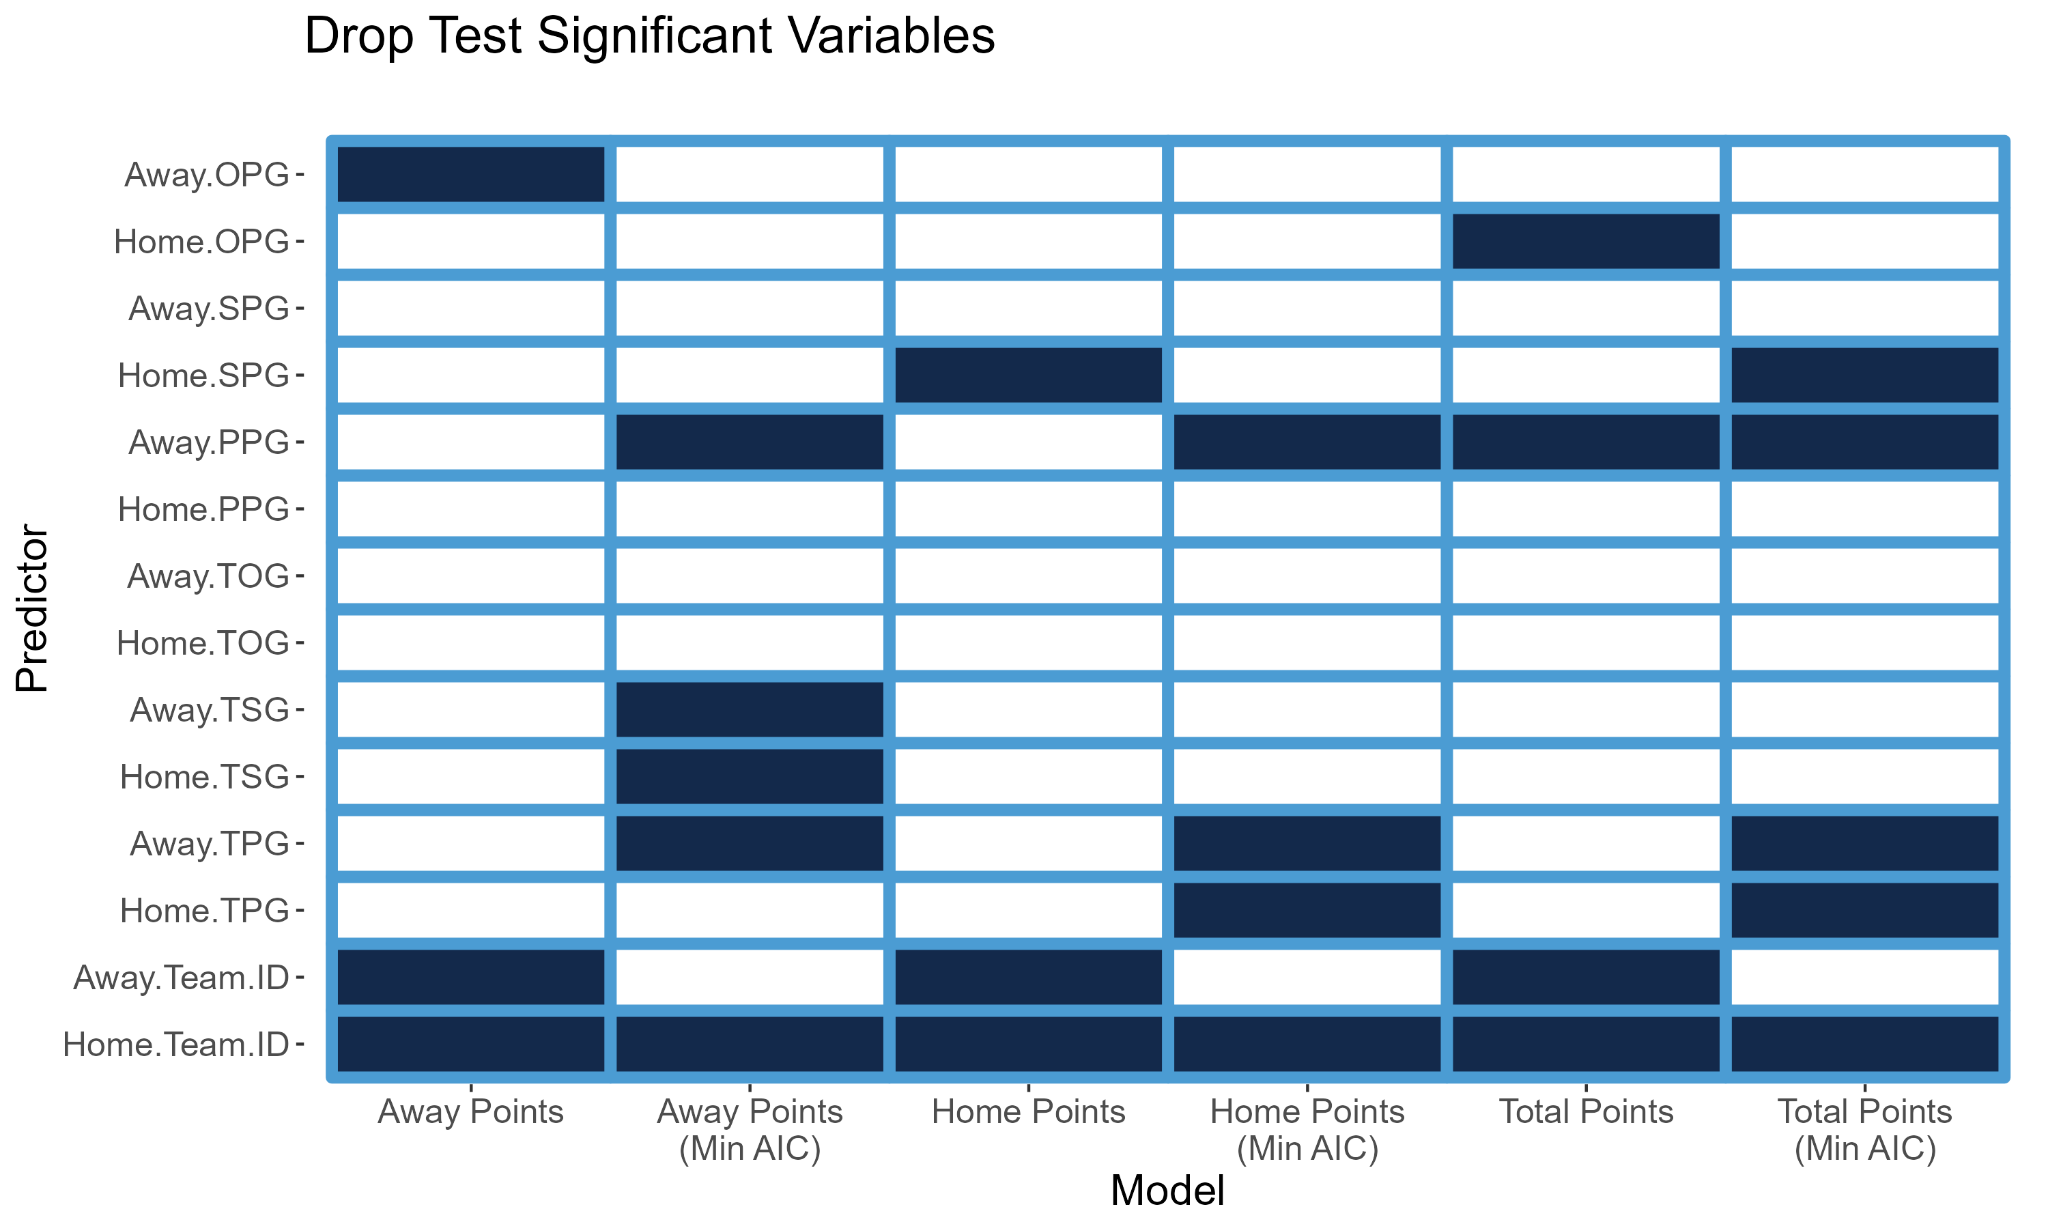 Drop Test Significant Variables
Predictor
Away.OPG
Home.OPG
Away.SPG
Home.SPG
Away.PPG
Home.PPG
Away.TOG
Home.TOG
Away.TSG
Home.TSG
Away.TPG
Home.TPG
Away.Team.ID
Home.Team.ID
Away Points
Away Points
(Min AIC)
Home Points
Home Points
(Min AIC)
Total Points
Total Points
(Min AIC)
Model